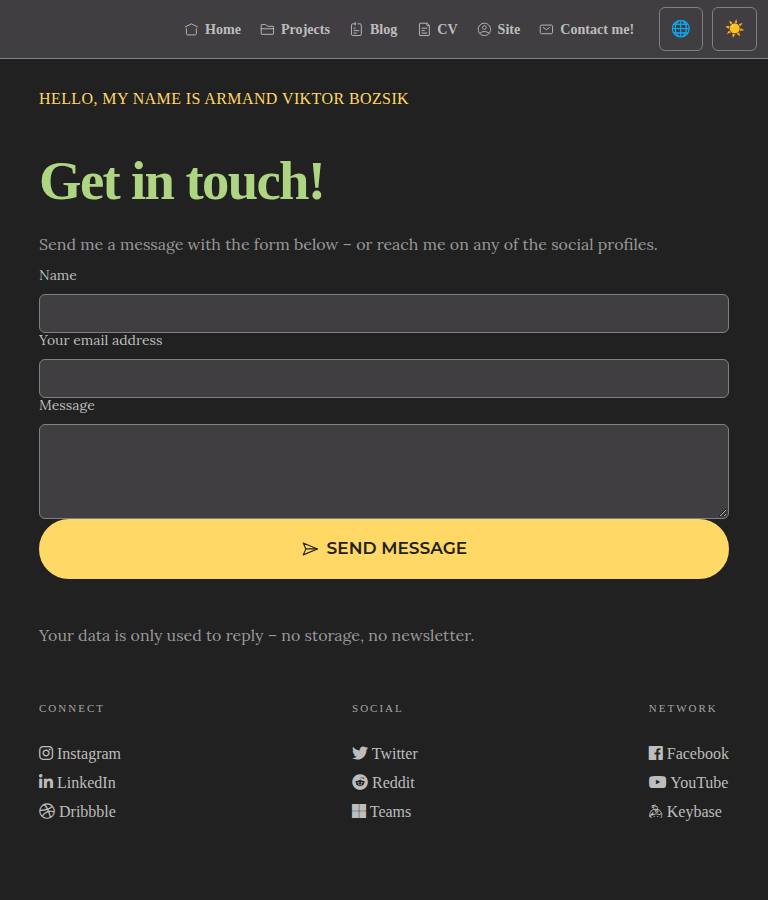 Home Projects Blog CV Site Contact me!
HELLO, MY NAME IS ARMAND VIKTOR BOZSIK
Get in touch!
Send me a message with the form below – or reach me on any of the social profiles.
Name
Your email address
Message
SEND MESSAGE
Your data is only used to reply – no storage, no newsletter.
CONNECT
Instagram
LinkedIn
Dribbble
SOCIAL
Twitter
Reddit
Teams
NETWORK
Facebook
YouTube
Keybase